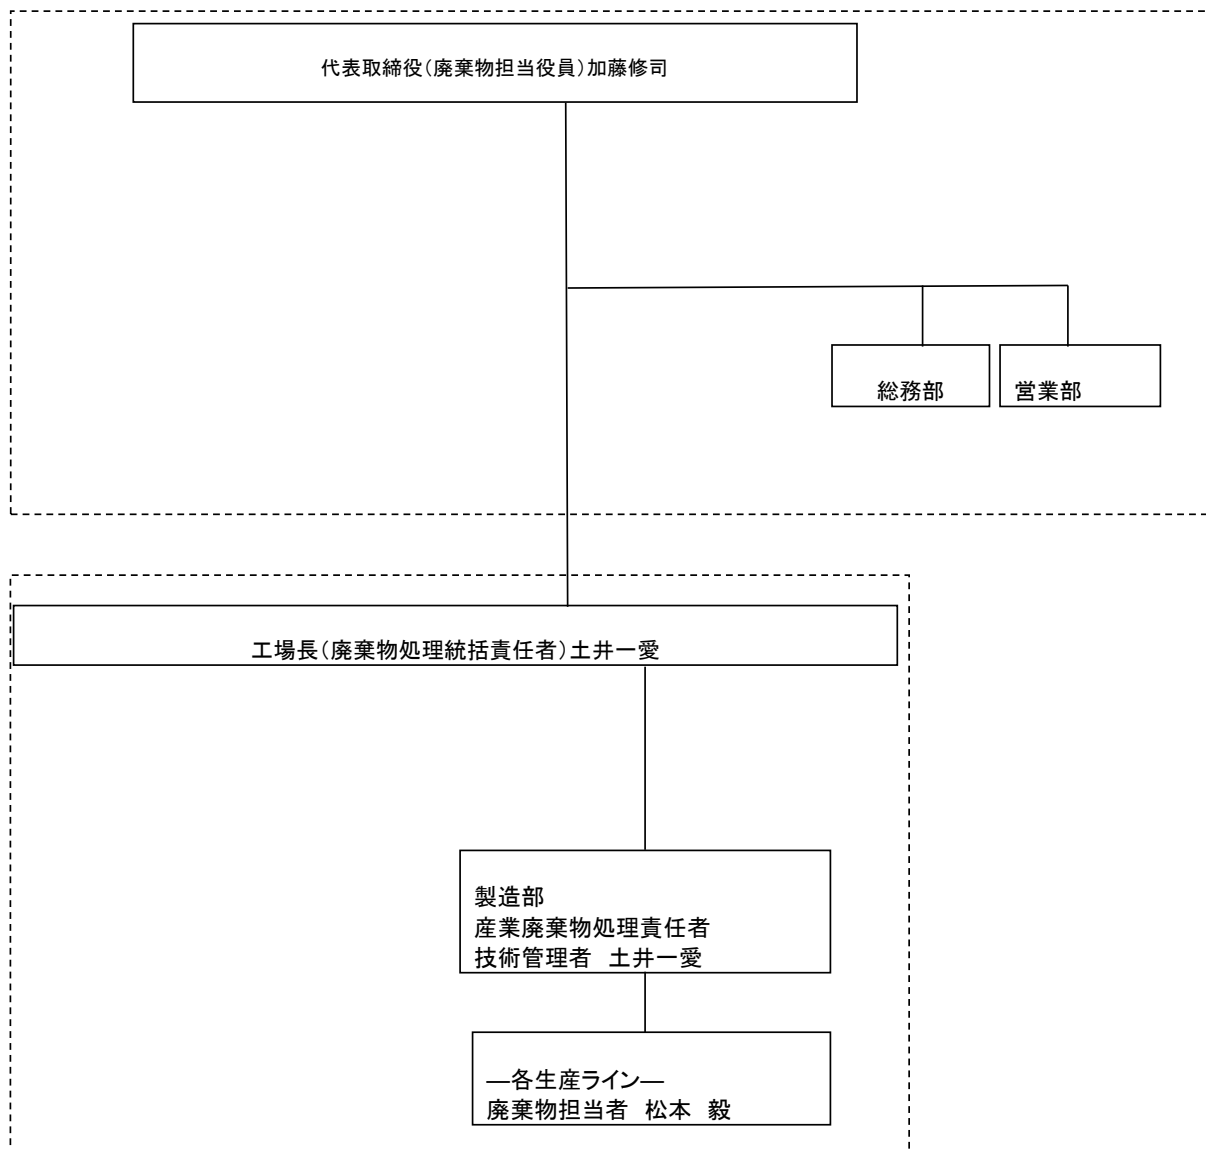 代表取締役（廃棄物担当役員）加藤修司
総務部
営業部
工場長（廃棄物処理統括責任者）土井一愛
製造部
産業廃棄物処理責任者
技術管理者　土井一愛
―各生産ライン―
廃棄物担当者　松本　毅